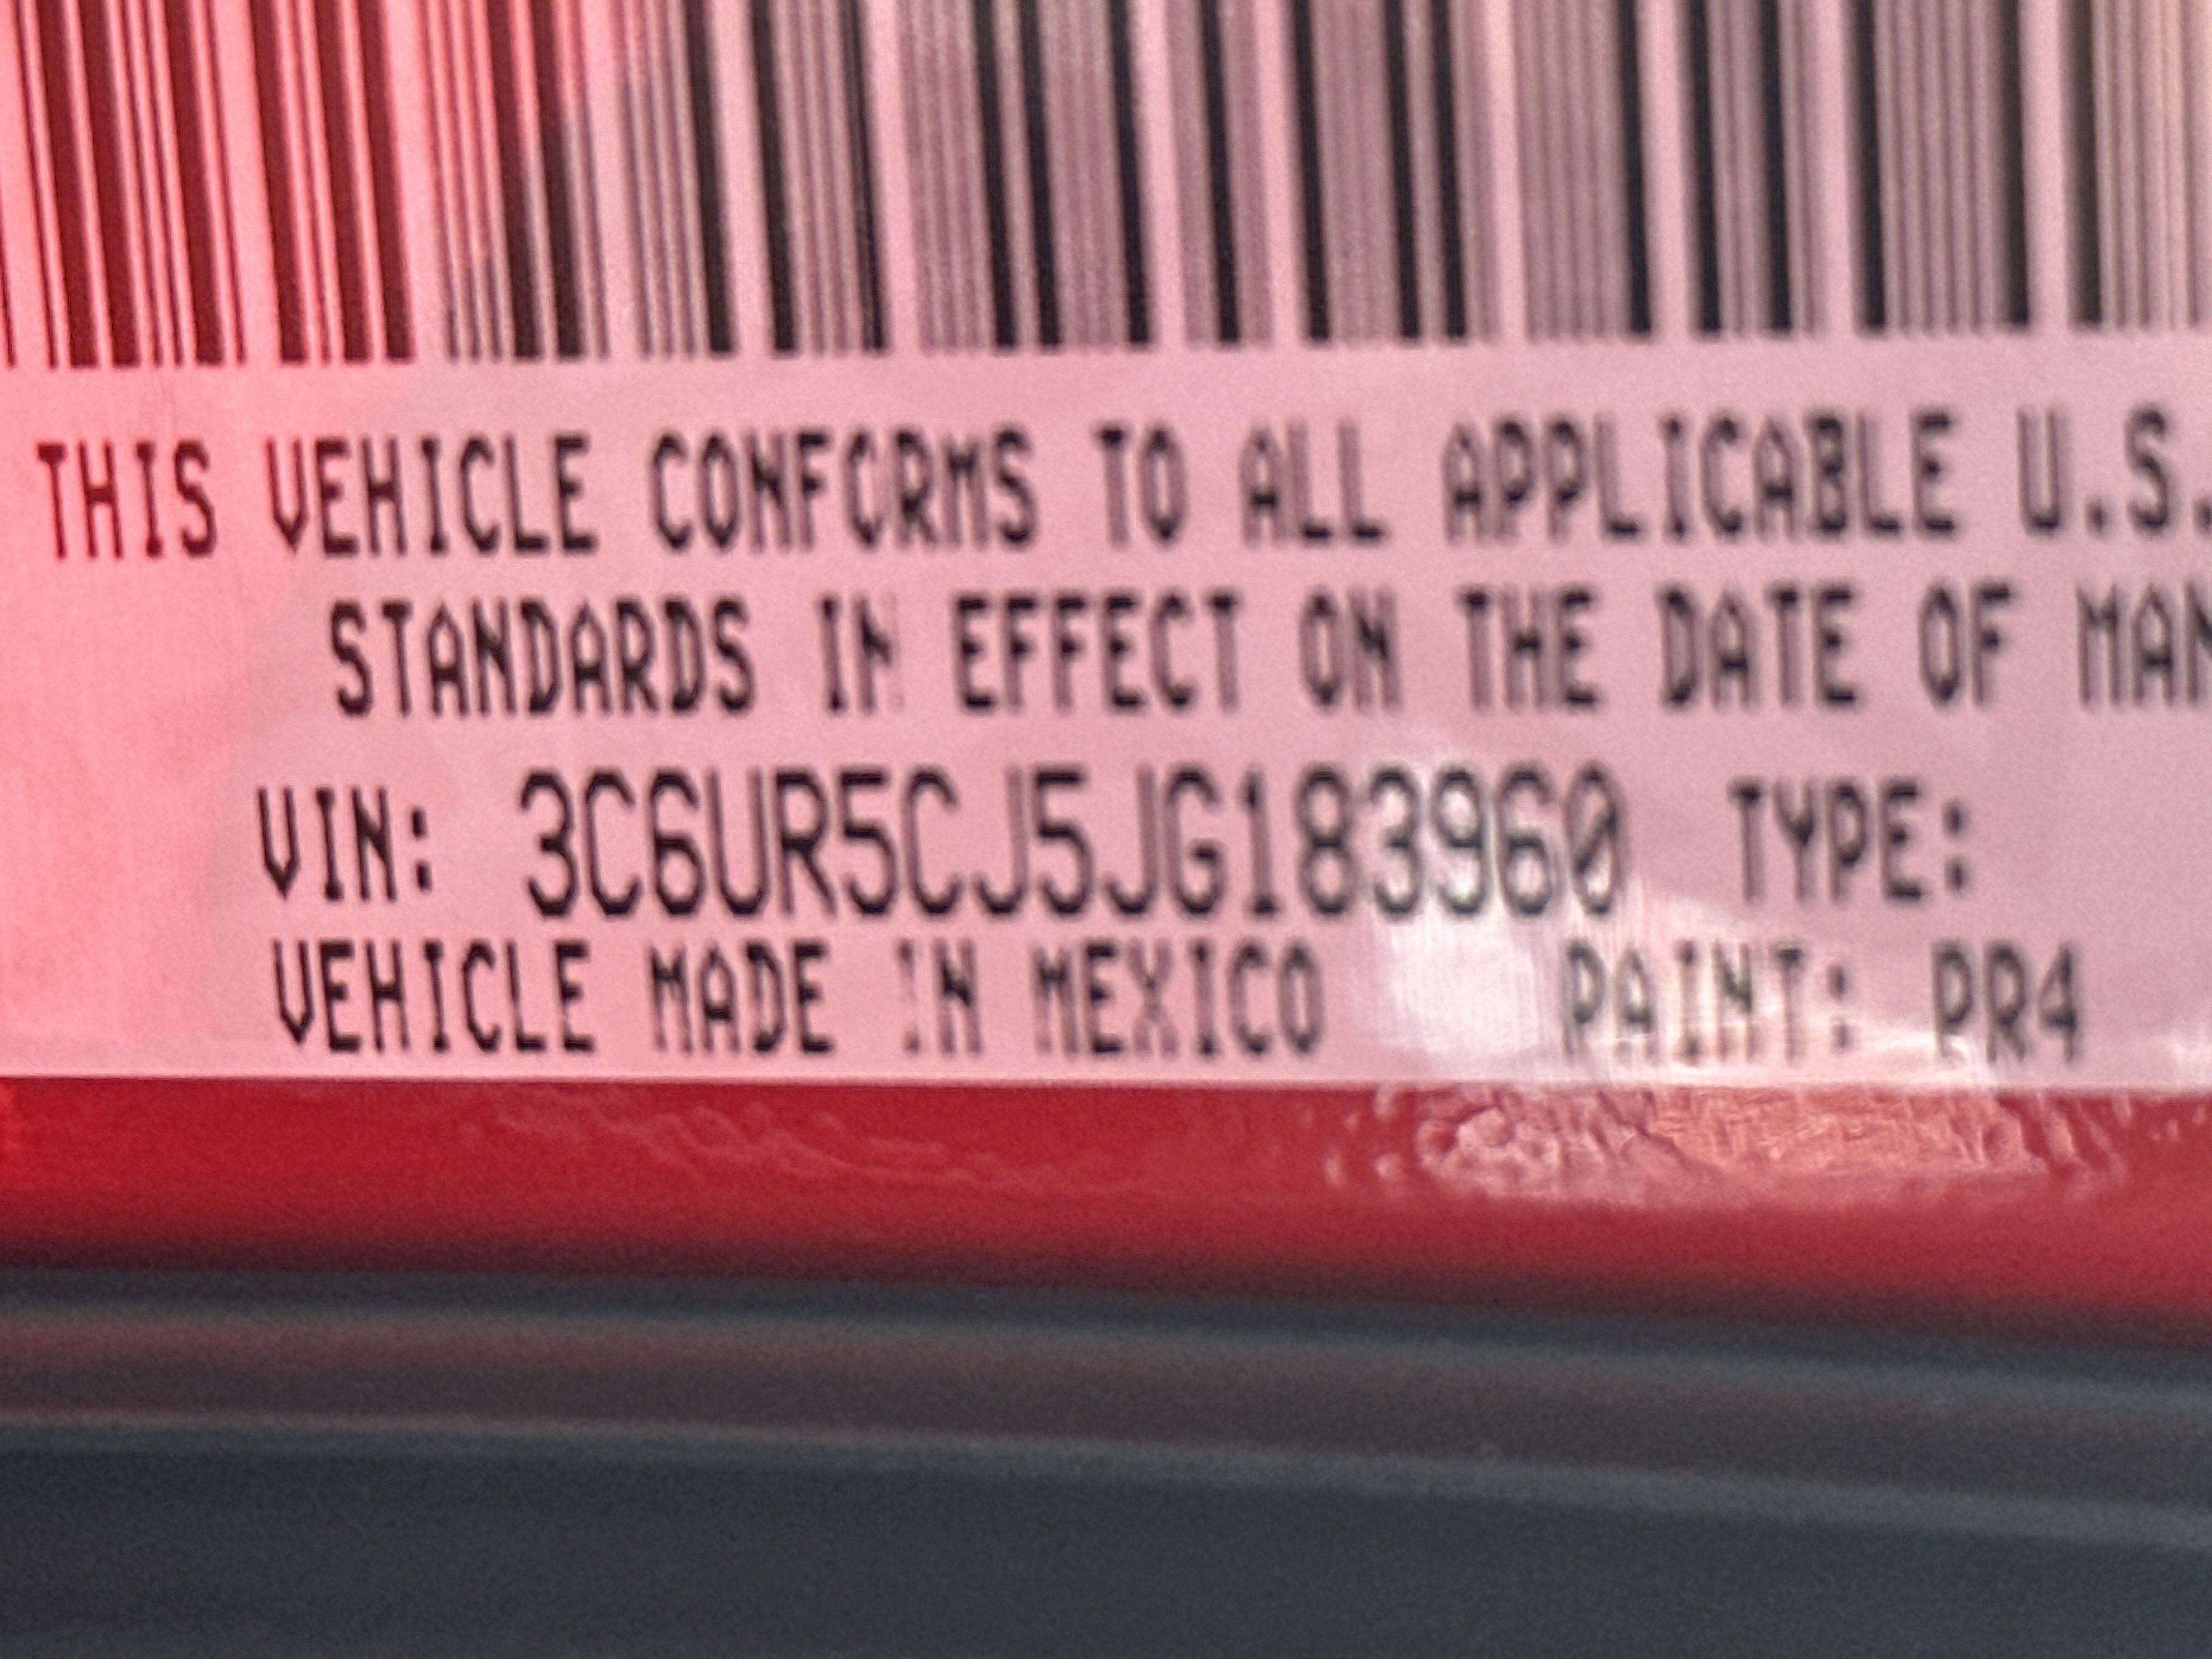 THIS VEHICLE CONFORMS TO ALL APPLICABLE U.S.
STANDARDS IN EFFECT ON THE DATE OF MAN
VIN: 3C6UR5CJ5JG183960 TYPE:
VEHICLE MADE IN MEXICO PAINT: PR4